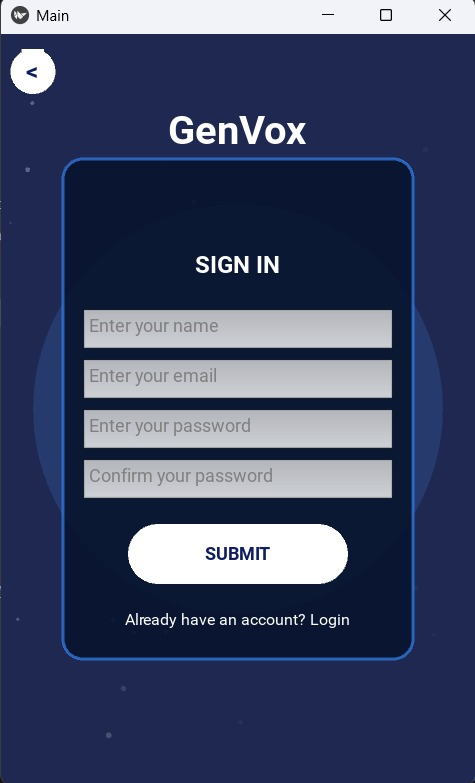 Main
<
GenVox
SIGN IN
Enter your name
Enter your email
Enter your password
Confirm your password
SUBMIT
Already have an account? Login